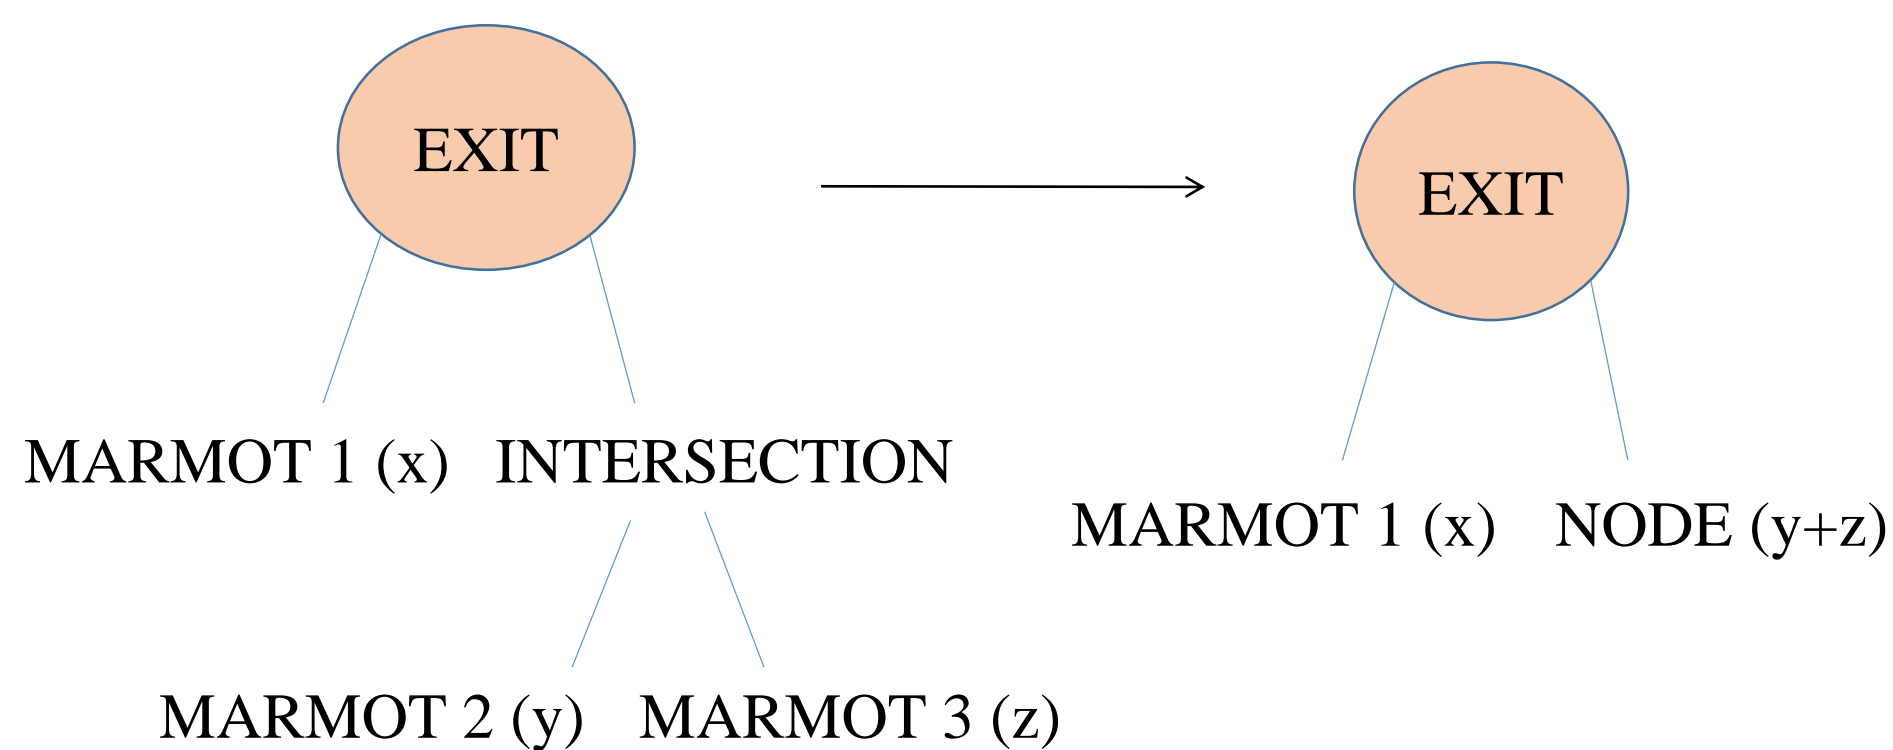 EXIT
MARMOT 1 (x) INTERSECTION
MARMOT 2 (y) MARMOT 3 (z)
EXIT
MARMOT 1 (x) NODE (y+z)